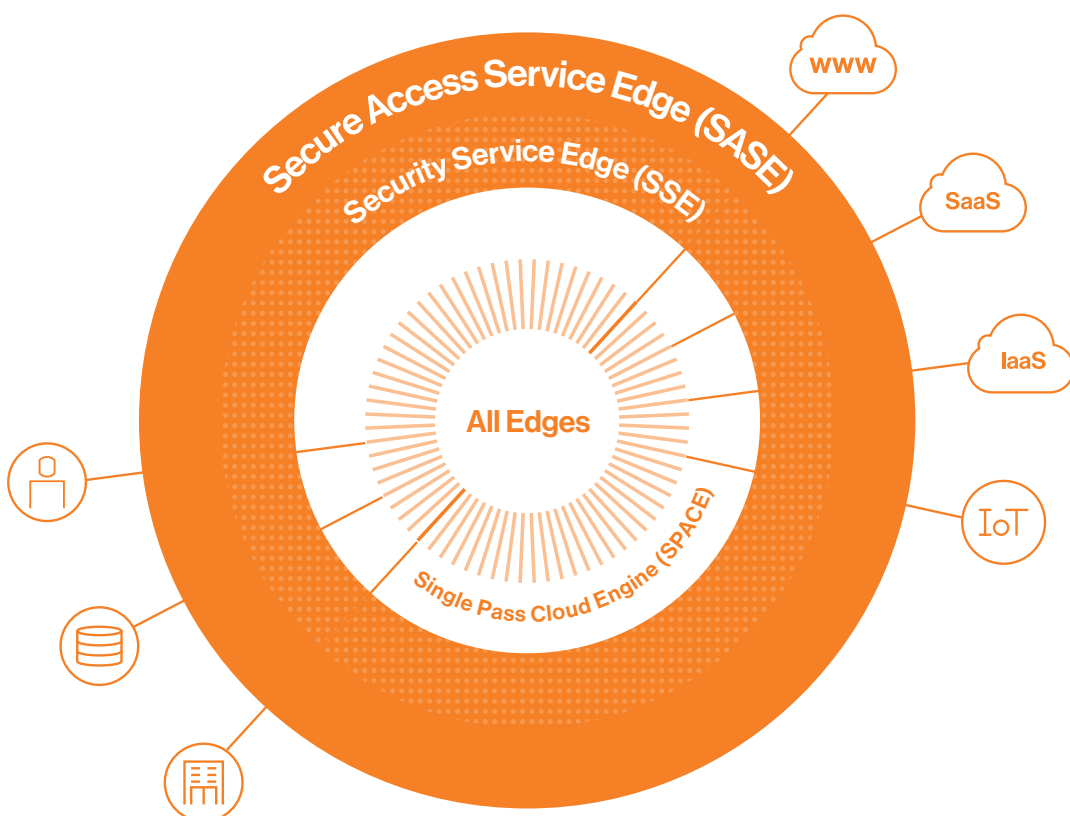 Secure Access Service Edge (SASE)
Security Service Edge (SSE)
www
SaaS
IaaS
IoT
All Edges
Single Pass Cloud Engine (SPACE)